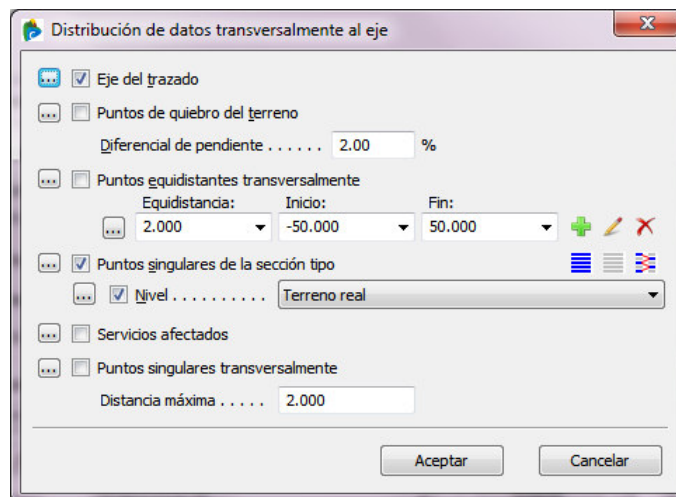 Distribución de datos transversalmente al eje
... Eje del trazado
... Puntos de quiebro del terreno
Diferencial de pendiente . . . . . . 2.00 %
... Puntos equidistantes transversalmente
Equidistancia: Inicio: Fin:
... 2.000 -50.000 50.000
... Puntos singulares de la sección tipo
... Nivel . . . . . . . . . . Terreno real
... Servicios afectados
... Puntos singulares transversalmente
Distancia máxima . . . . . 2.000
Aceptar Cancelar